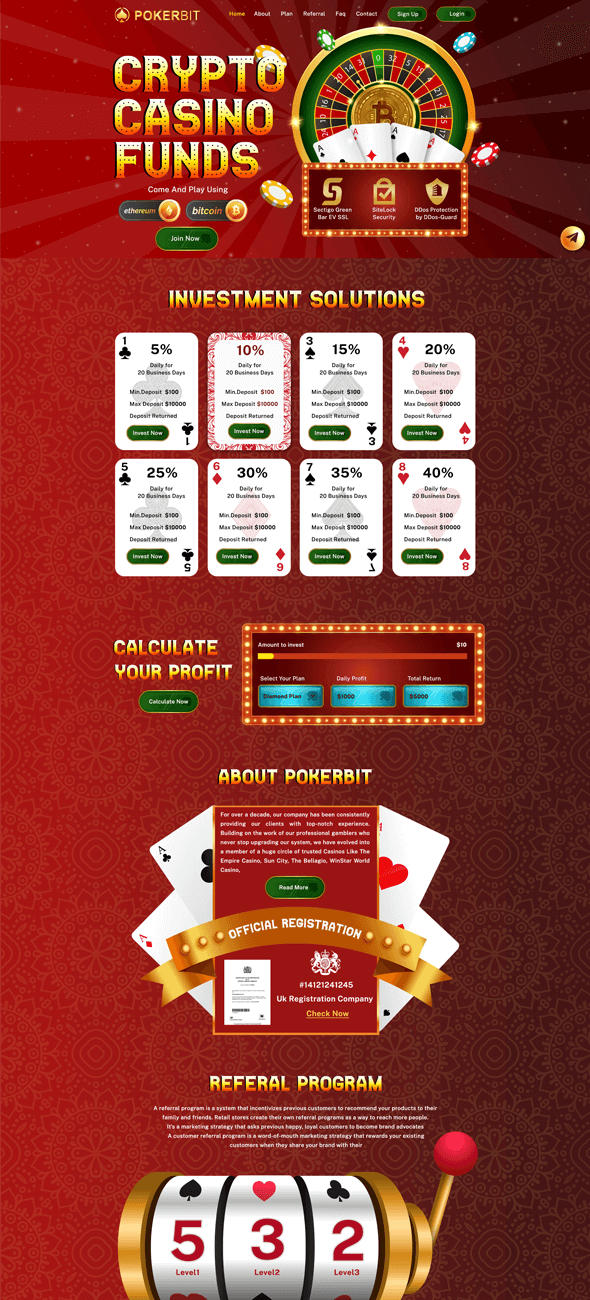 POKERBIT
Home About Plan Referral Faq Contact Sign Up Login
CRYPTO
CASINO
FUNDS
Come And Play Using
ethereum bitcoin
Join Now
A A A
Sectigo Green
Bar EV SSL
SiteLock
Security
DDos Protection
by DDos-Guard
INVESTMENT SOLUTIONS
1
5%
Daily for
20 Business Days
Min.Deposit $100
Max Deposit $10000
Deposit Returned
Invest Now
1
10%
Daily for
20 Business Days
Min.Deposit $100
Max Deposit $10000
Deposit Returned
Invest Now
3
15%
Daily for
20 Business Days
Min.Deposit $100
Max Deposit $10000
Deposit Returned
Invest Now
3
4
20%
Daily for
20 Business Days
Min.Deposit $100
Max Deposit $10000
Deposit Returned
Invest Now
4
5
25%
Daily for
20 Business Days
Min.Deposit $100
Max Deposit $10000
Deposit Returned
Invest Now
5
6
30%
Daily for
20 Business Days
Min.Deposit $100
Max Deposit $10000
Deposit Returned
Invest Now
6
7
35%
Daily for
20 Business Days
Min.Deposit $100
Max Deposit $10000
Deposit Returned
Invest Now
7
8
40%
Daily for
20 Business Days
Min.Deposit $100
Max Deposit $10000
Deposit Returned
Invest Now
8
CALCULATE
YOUR PROFIT
Calculate Now
Amount to invest $10
Select Your Plan Daily Profit Total Return
Diamond Plan $1000 $5000
ABOUT POKERBIT
For over a decade, our company has been consistently
providing our clients with top-notch experience.
Building on the work of our professional gamblers who
never stop upgrading our system, we have evolved into
a member of a huge circle of trusted Casinos Like The
Empire Casino, Sun City, The Bellagio, WinStar World
Casino,
Read More
A
A
OFFICIAL REGISTRATION
#14121241245
Uk Registration Company
Check Now
REFERAL PROGRAM
A referral program is a system that incentivizes previous customers to recommend your products to their
family and friends. Retail stores create their own referral programs as a way to reach more people.
It's a marketing strategy that asks previous happy, loyal customers to become brand advocates
A customer referral program is a word-of-mouth marketing strategy that rewards your existing
customers when they share your brand with their
5 3 2
Level1 Level2 Level3